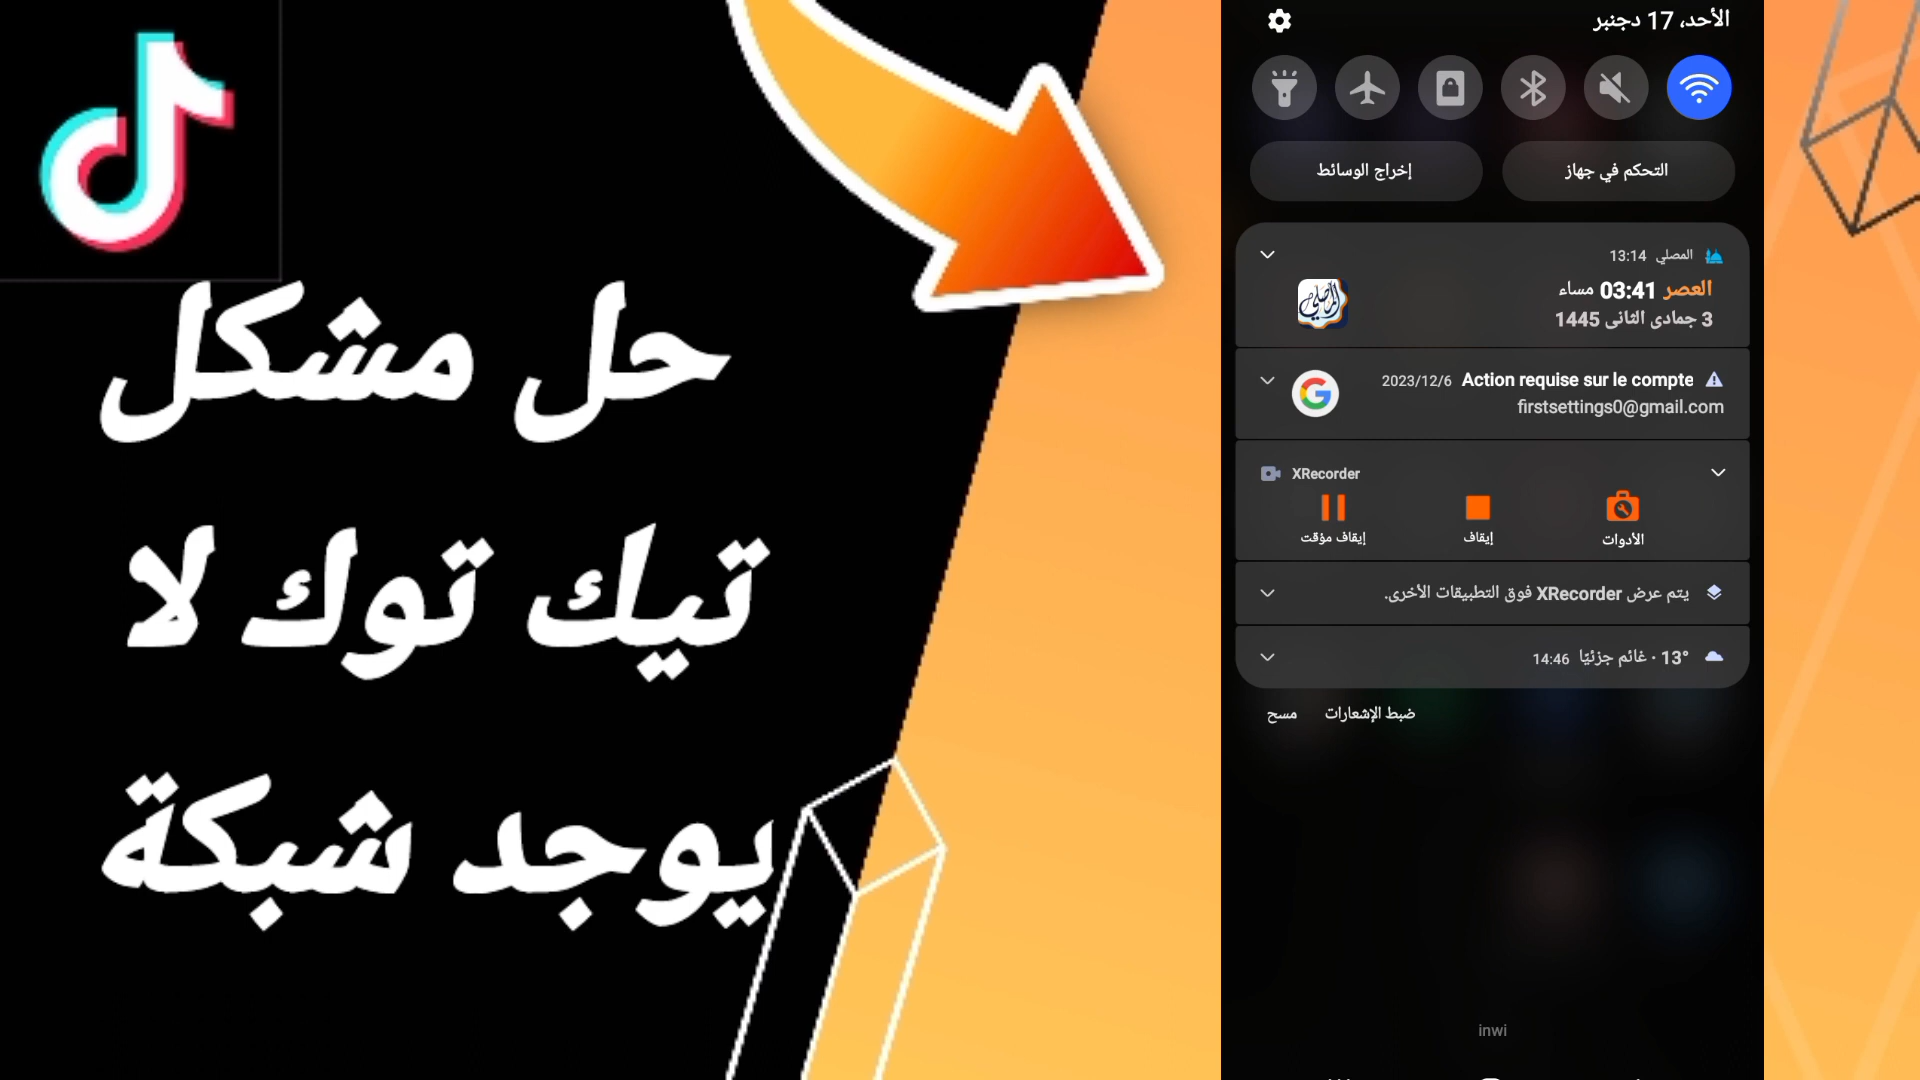 حل مشكل
تيك توك لا
يوجد شبكة
الأحد، 17 دجنبر
إخراج الوسائط
التحكم في جهاز
المصلي 13:14
العصر 03:41 مساء
3 جمادى الثانى 1445
المصلي
Action requise sur le compte 2023/12/6
firstsettings0@gmail.com
G
XRecorder
إيقاف مؤقت
إيقاف
الأدوات
يتم عرض XRecorder فوق التطبيقات الأخرى.
13° · غائم جزئيًا 14:46
ضبط الإشعارات
مسح
inwi